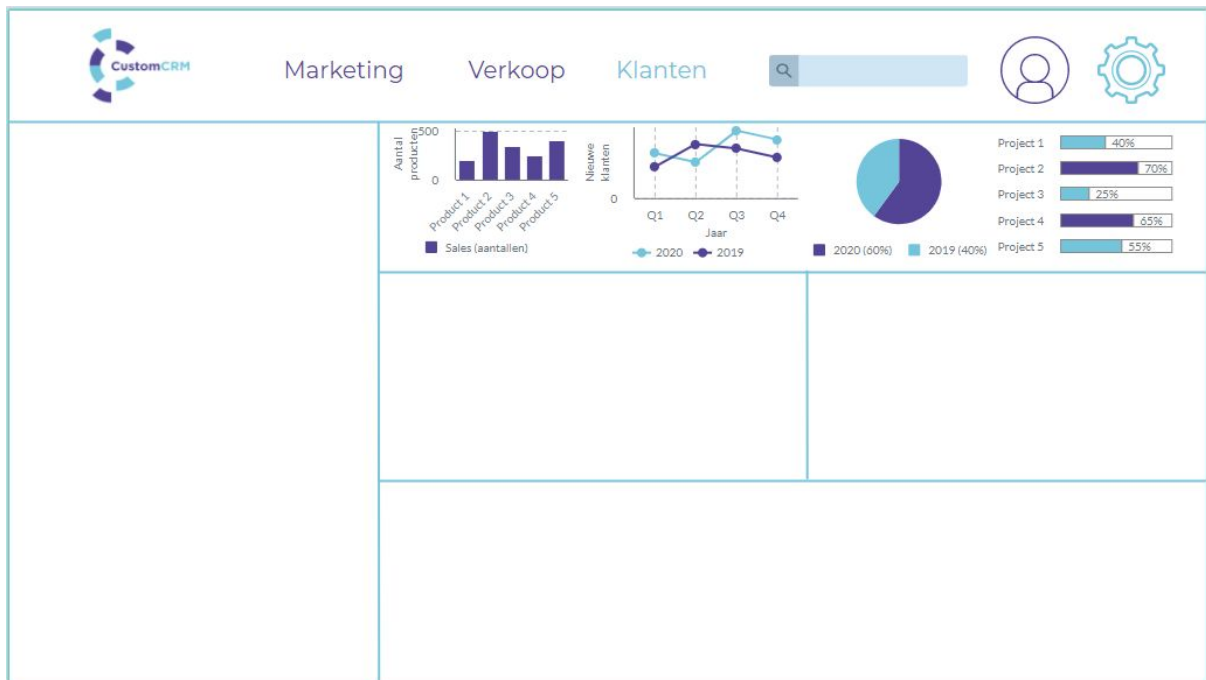 CustomCRM
Marketing
Verkoop
Klanten
Aantal
producten
500
0
Product 1
Product 2
Product 3
Product 4
Product 5
Sales (aantallen)
Nieuwe
klanten
0
Q1 Q2 Q3 Q4
Jaar
2020 2019
2020 (60%) 2019 (40%)
Project 1 40%
Project 2 70%
Project 3 25%
Project 4 65%
Project 5 55%